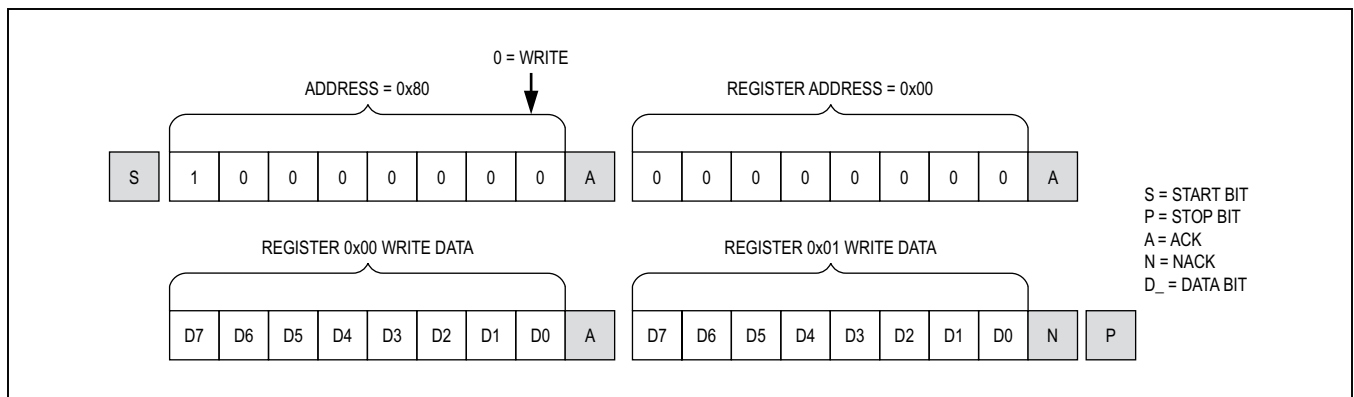 0 = WRITE
ADDRESS = 0x80
REGISTER ADDRESS = 0x00
S 1 0 0 0 0 0 0 0 A 0 0 0 0 0 0 0 0 A
S = START BIT
P = STOP BIT
A = ACK
N = NACK
D_ = DATA BIT
REGISTER 0x00 WRITE DATA
REGISTER 0x01 WRITE DATA
D7 D6 D5 D4 D3 D2 D1 D0 A D7 D6 D5 D4 D3 D2 D1 D0 N P